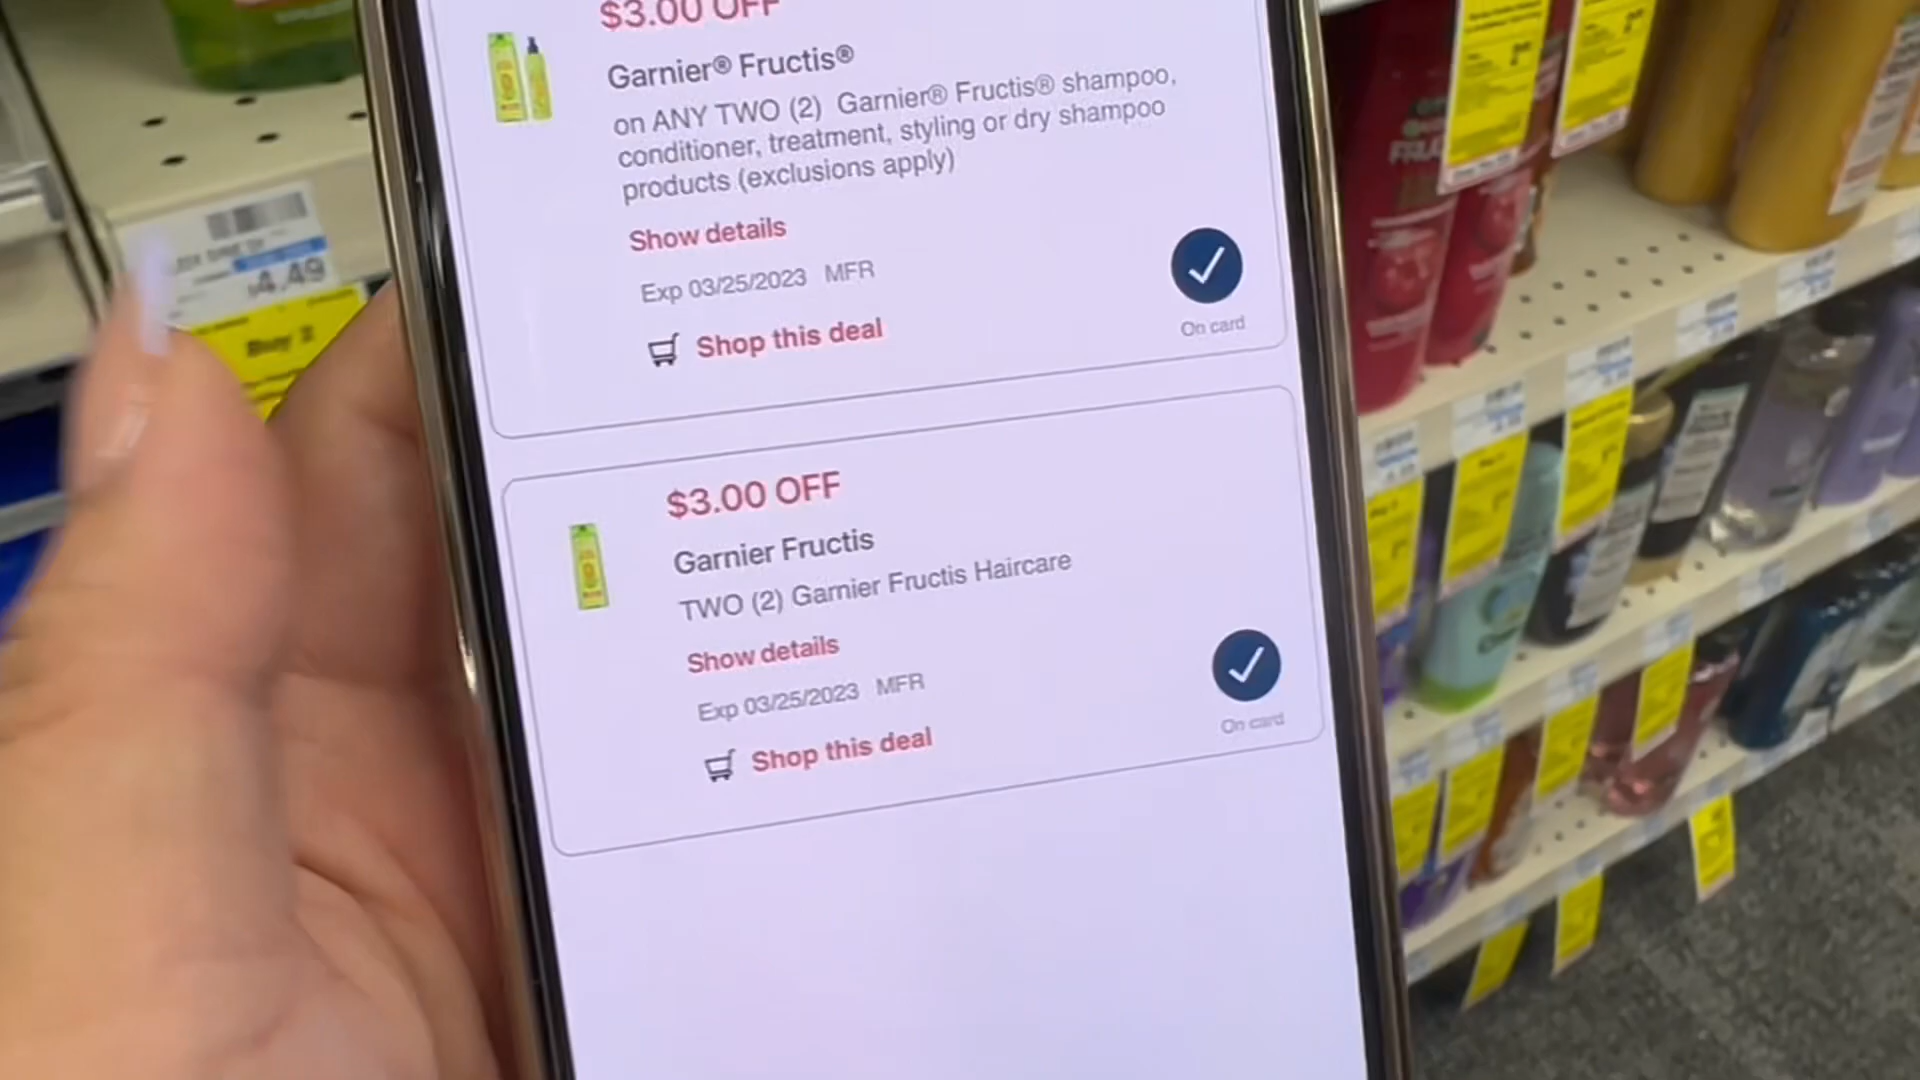 $3.00 OFF
Garnier® Fructis®
on ANY TWO (2) Garnier® Fructis® shampoo,
conditioner, treatment, styling or dry shampoo
products (exclusions apply)
Show details
Exp 03/25/2023 MFR
On card
Shop this deal
$3.00 OFF
Garnier Fructis
TWO (2) Garnier Fructis Haircare
Show details
Exp 03/25/2023 MFR
On card
Shop this deal
4.49
Buy 2